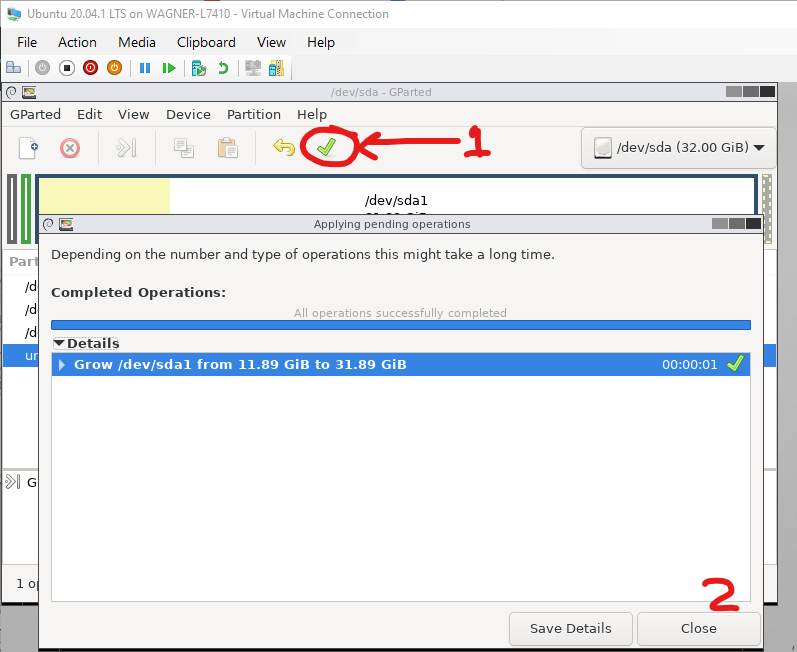 Ubuntu 20.04.1 LTS on WAGNER-L7410 - Virtual Machine Connection
File Action Media Clipboard View Help
/dev/sda - GParted
GParted Edit View Device Partition Help
1
/dev/sda (32.00 GiB)
/dev/sda1
Applying pending operations
Part
Depending on the number and type of operations this might take a long time.
/d
Completed Operations:
/d
All operations successfully completed
/d
Details
un
Grow /dev/sda1 from 11.89 GiB to 31.89 GiB 00:00:01
G
1 op
2
Save Details Close